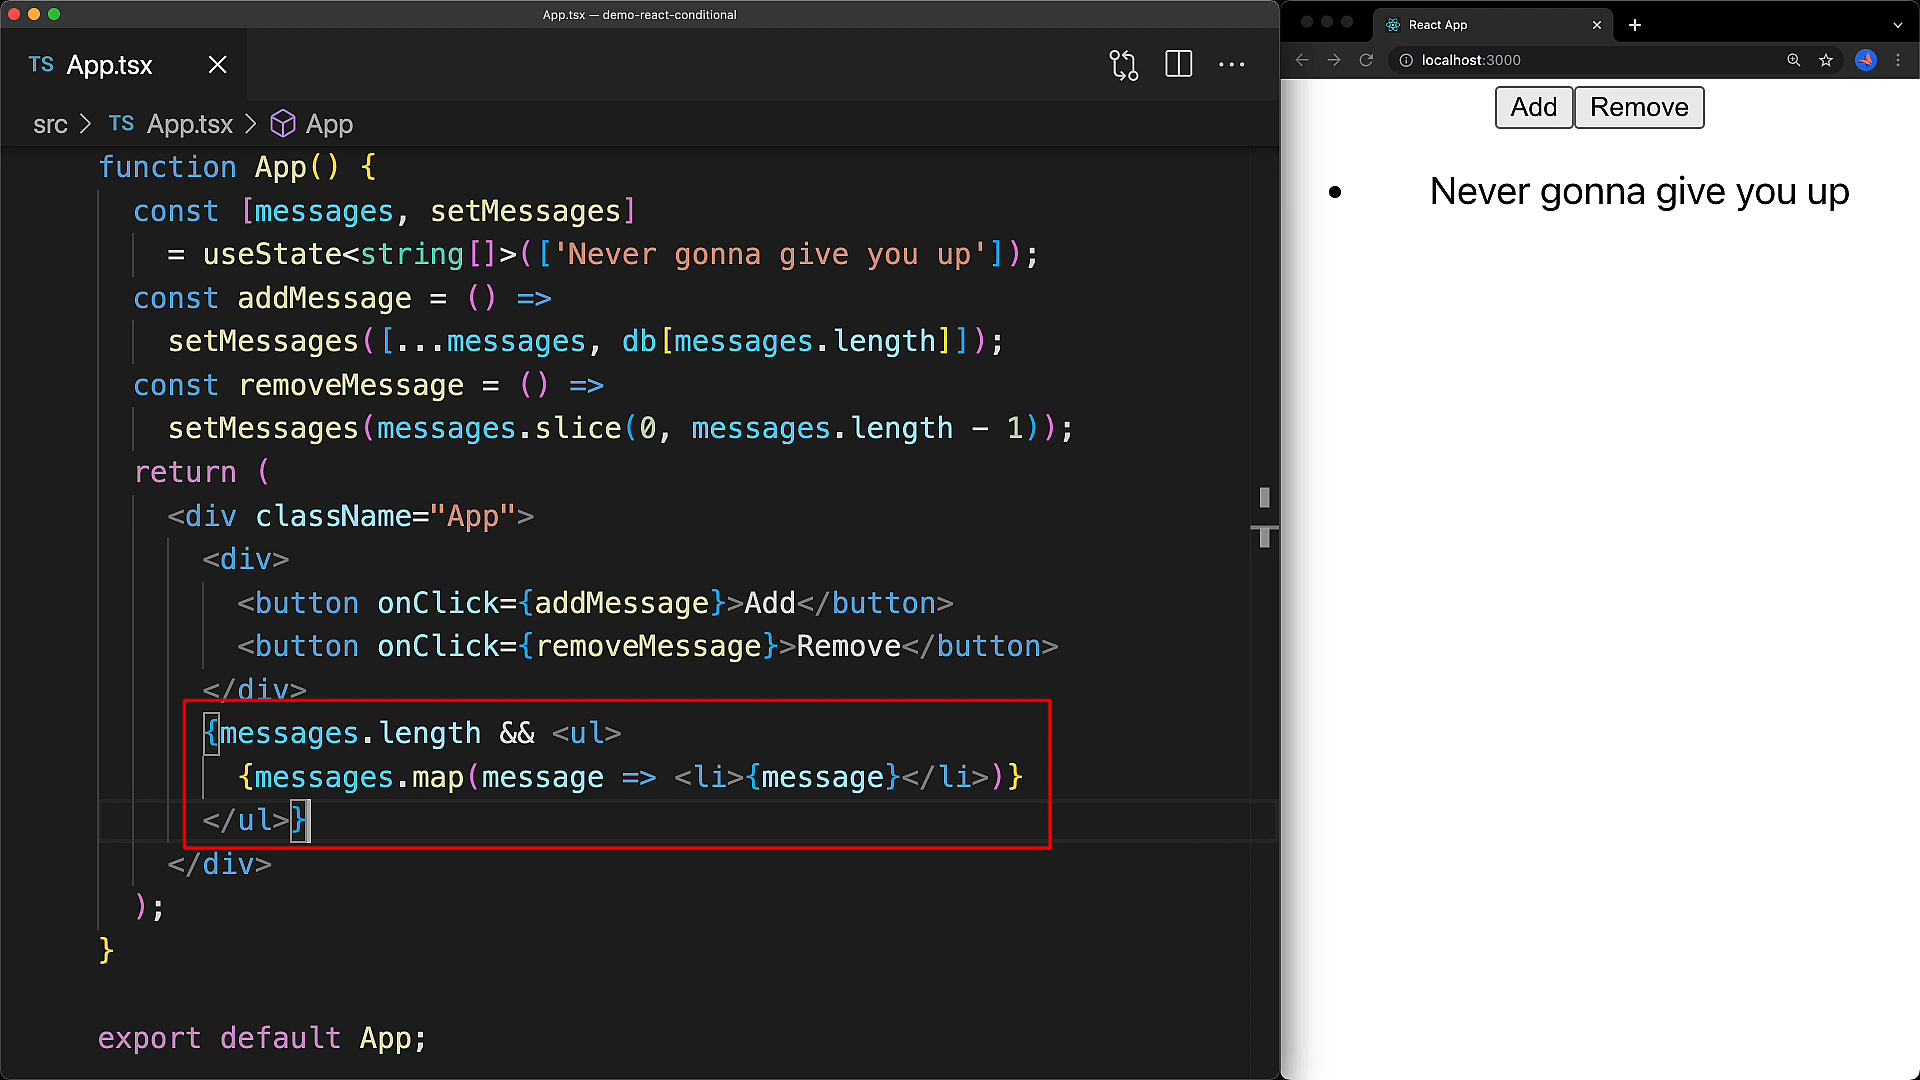 App.tsx — demo-react-conditional
TS App.tsx
src > TS App.tsx > App
function App() {
  const [messages, setMessages]
    = useState<string[]>(['Never gonna give you up']);
  const addMessage = () =>
    setMessages([...messages, db[messages.length]]);
  const removeMessage = () =>
    setMessages(messages.slice(0, messages.length - 1));
  return (
    <div className="App">
      <div>
        <button onClick={addMessage}>Add</button>
        <button onClick={removeMessage}>Remove</button>
      </div>
      {messages.length && <ul>
        {messages.map(message => <li>{message}</li>)}
      </ul>}
    </div>
  );
}
export default App;
React App
localhost:3000
Add Remove
• Never gonna give you up